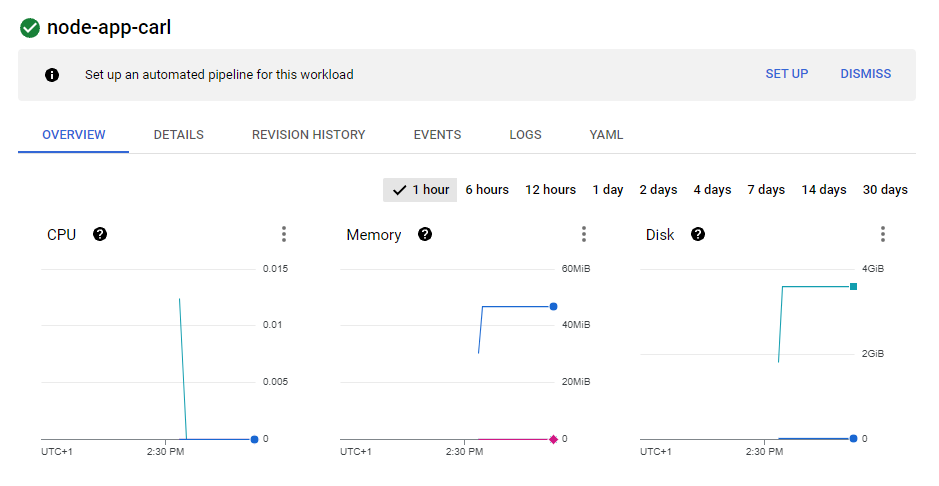 node-app-carl
Set up an automated pipeline for this workload SET UP DISMISS
OVERVIEW DETAILS REVISION HISTORY EVENTS LOGS YAML
1 hour 6 hours 12 hours 1 day 2 days 4 days 7 days 14 days 30 days
CPU
0.015
0.01
0.005
0
UTC+1 2:30 PM
Memory
60MiB
40MiB
20MiB
0
UTC+1 2:30 PM
Disk
4GiB
2GiB
0
UTC+1 2:30 PM